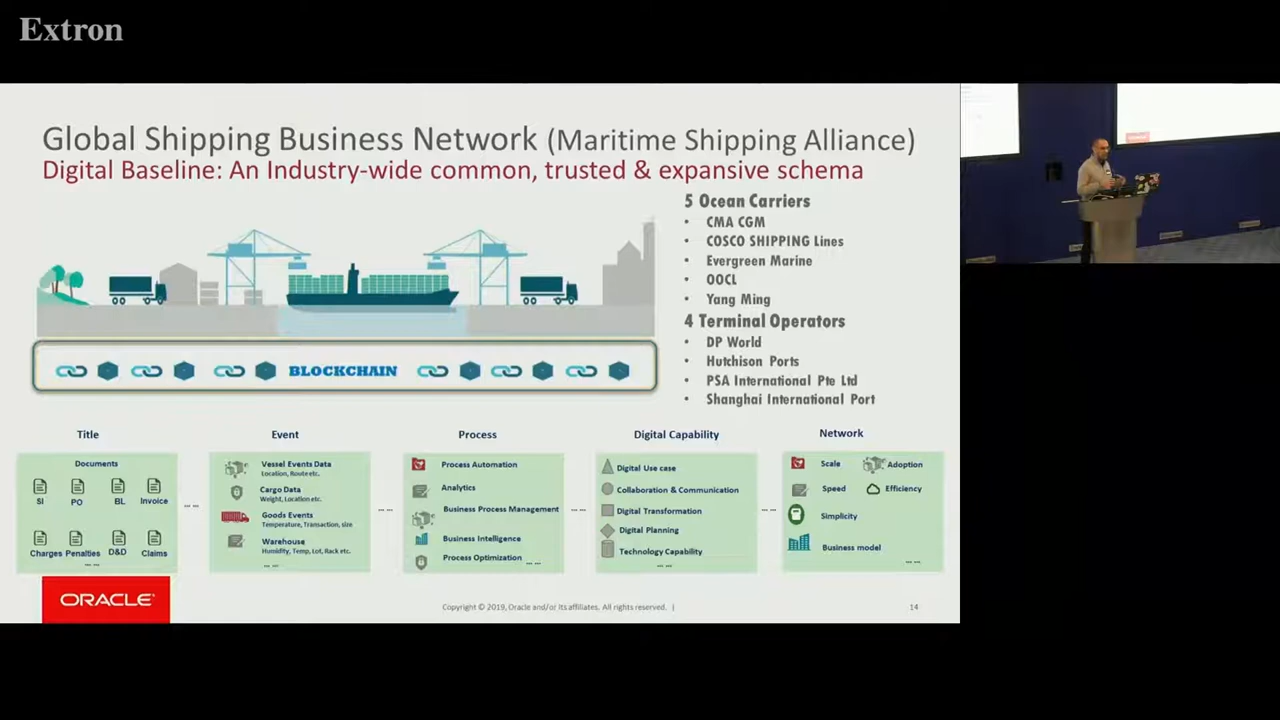 Extron
Global Shipping Business Network (Maritime Shipping Alliance)
Digital Baseline: An Industry-wide common, trusted & expansive schema
5 Ocean Carriers
• CMA CGM
• COSCO SHIPPING Lines
• Evergreen Marine
• OOCL
• Yang Ming
4 Terminal Operators
• DP World
• Hutchison Ports
• PSA International Pte Ltd
• Shanghai International Port
BLOCKCHAIN
Title
Documents
SI PO BL Invoice
Charges Penalties D&D Claims
... ...
... ...
Event
Vessel Events Data
Location, Route etc.
Cargo Data
Weight, Location etc.
Goods Events
Temperature, Transaction, size
Warehouse
Humidity, Temp, Lot, Rack etc.
... ...
... ...
Process
Process Automation
Analytics
Business Process Management
Business Intelligence
Process Optimization ... ...
... ...
Digital Capability
Digital Use case
Collaboration & Communication
Digital Transformation
Digital Planning
Technology Capability
... ...
... ...
Network
Scale Adoption
Speed Efficiency
Simplicity
Business model
... ...
ORACLE
Copyright © 2019, Oracle and/or its affiliates. All rights reserved. |
14